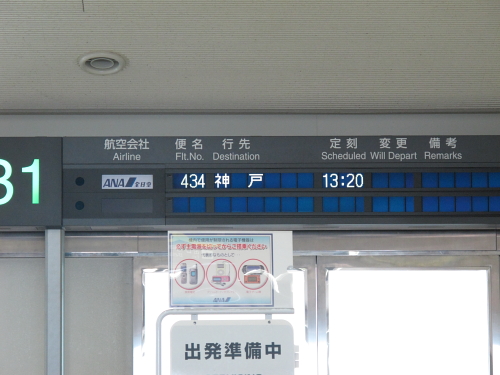 航空会社 便名 行先 定刻 変更 備考
Airline Flt.No. Destination Scheduled Will Depart Remarks
31
ANA 全日空 434 神戸 13:20
ANA
出発準備中